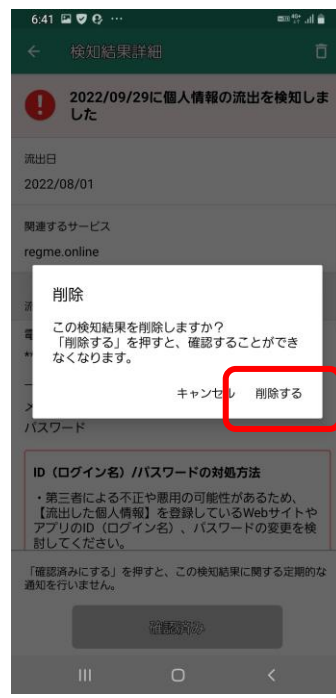 6:41
検知結果詳細
2022/09/29に個人情報の流出を検知しま
した
流出日
2022/08/01
関連するサービス
regme.online
削除
この検知結果を削除しますか?
「削除する」を押すと、確認することができ
なくなります。
キャンセル 削除する
パスワード
ID(ログイン名)/パスワードの対処方法
・第三者による不正や悪用の可能性があるため、
【流出した個人情報】を登録しているWebサイトや
アプリのID(ログイン名)、パスワードの変更を検
討してください。
「確認済みにする」を押すと、この検知結果に関する定期的な
通知を行いません。
確認済み